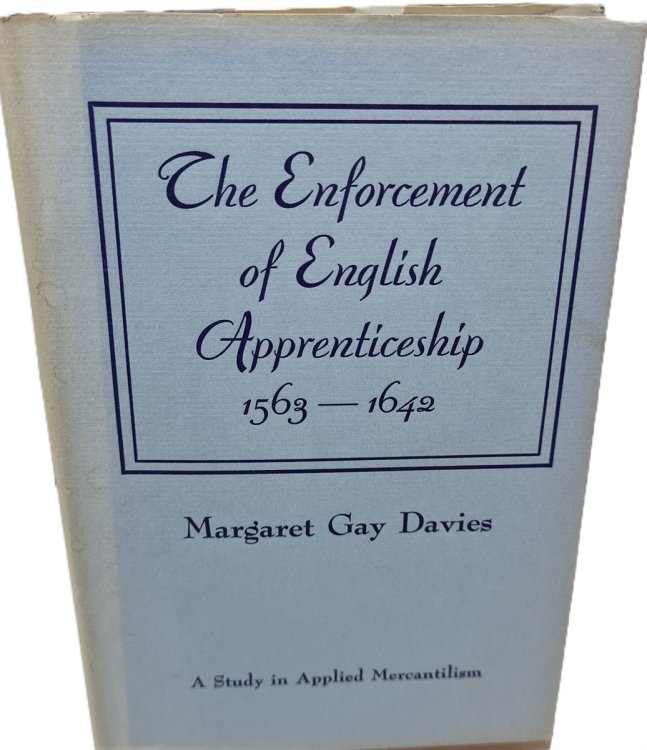 The Enforcement
of English
Apprenticeship
1563 — 1642
Margaret Gay Davies
A Study in Applied Mercantilism